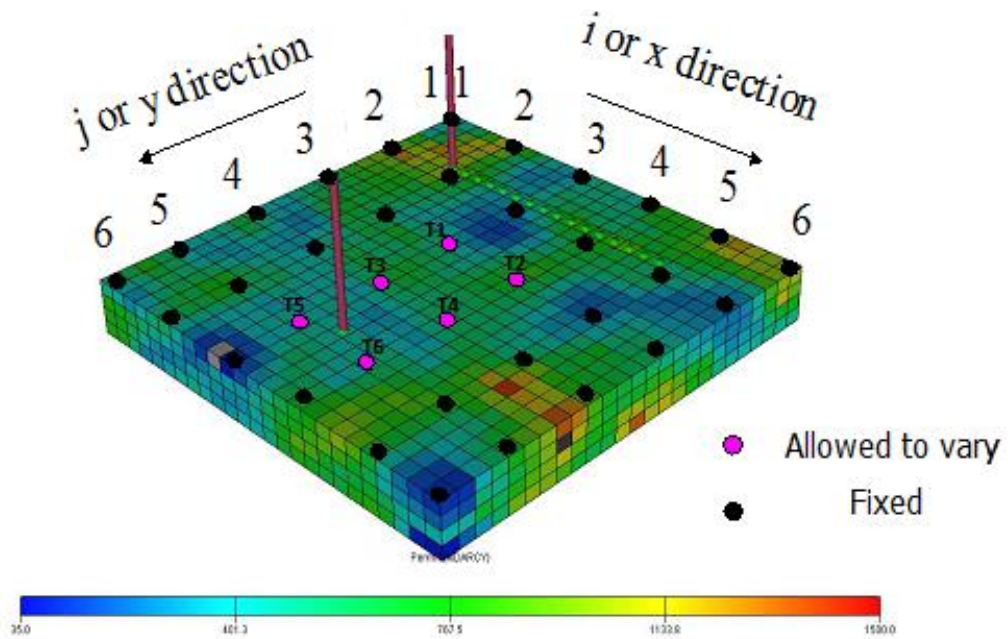 j or y direction
i or x direction
6 5 4 3 2 1
1 2 3 4 5 6
T1
T2
T3
T4
T5
T6
Allowed to vary
Fixed
35.0 401.3 767.5 1133.8 1500.0